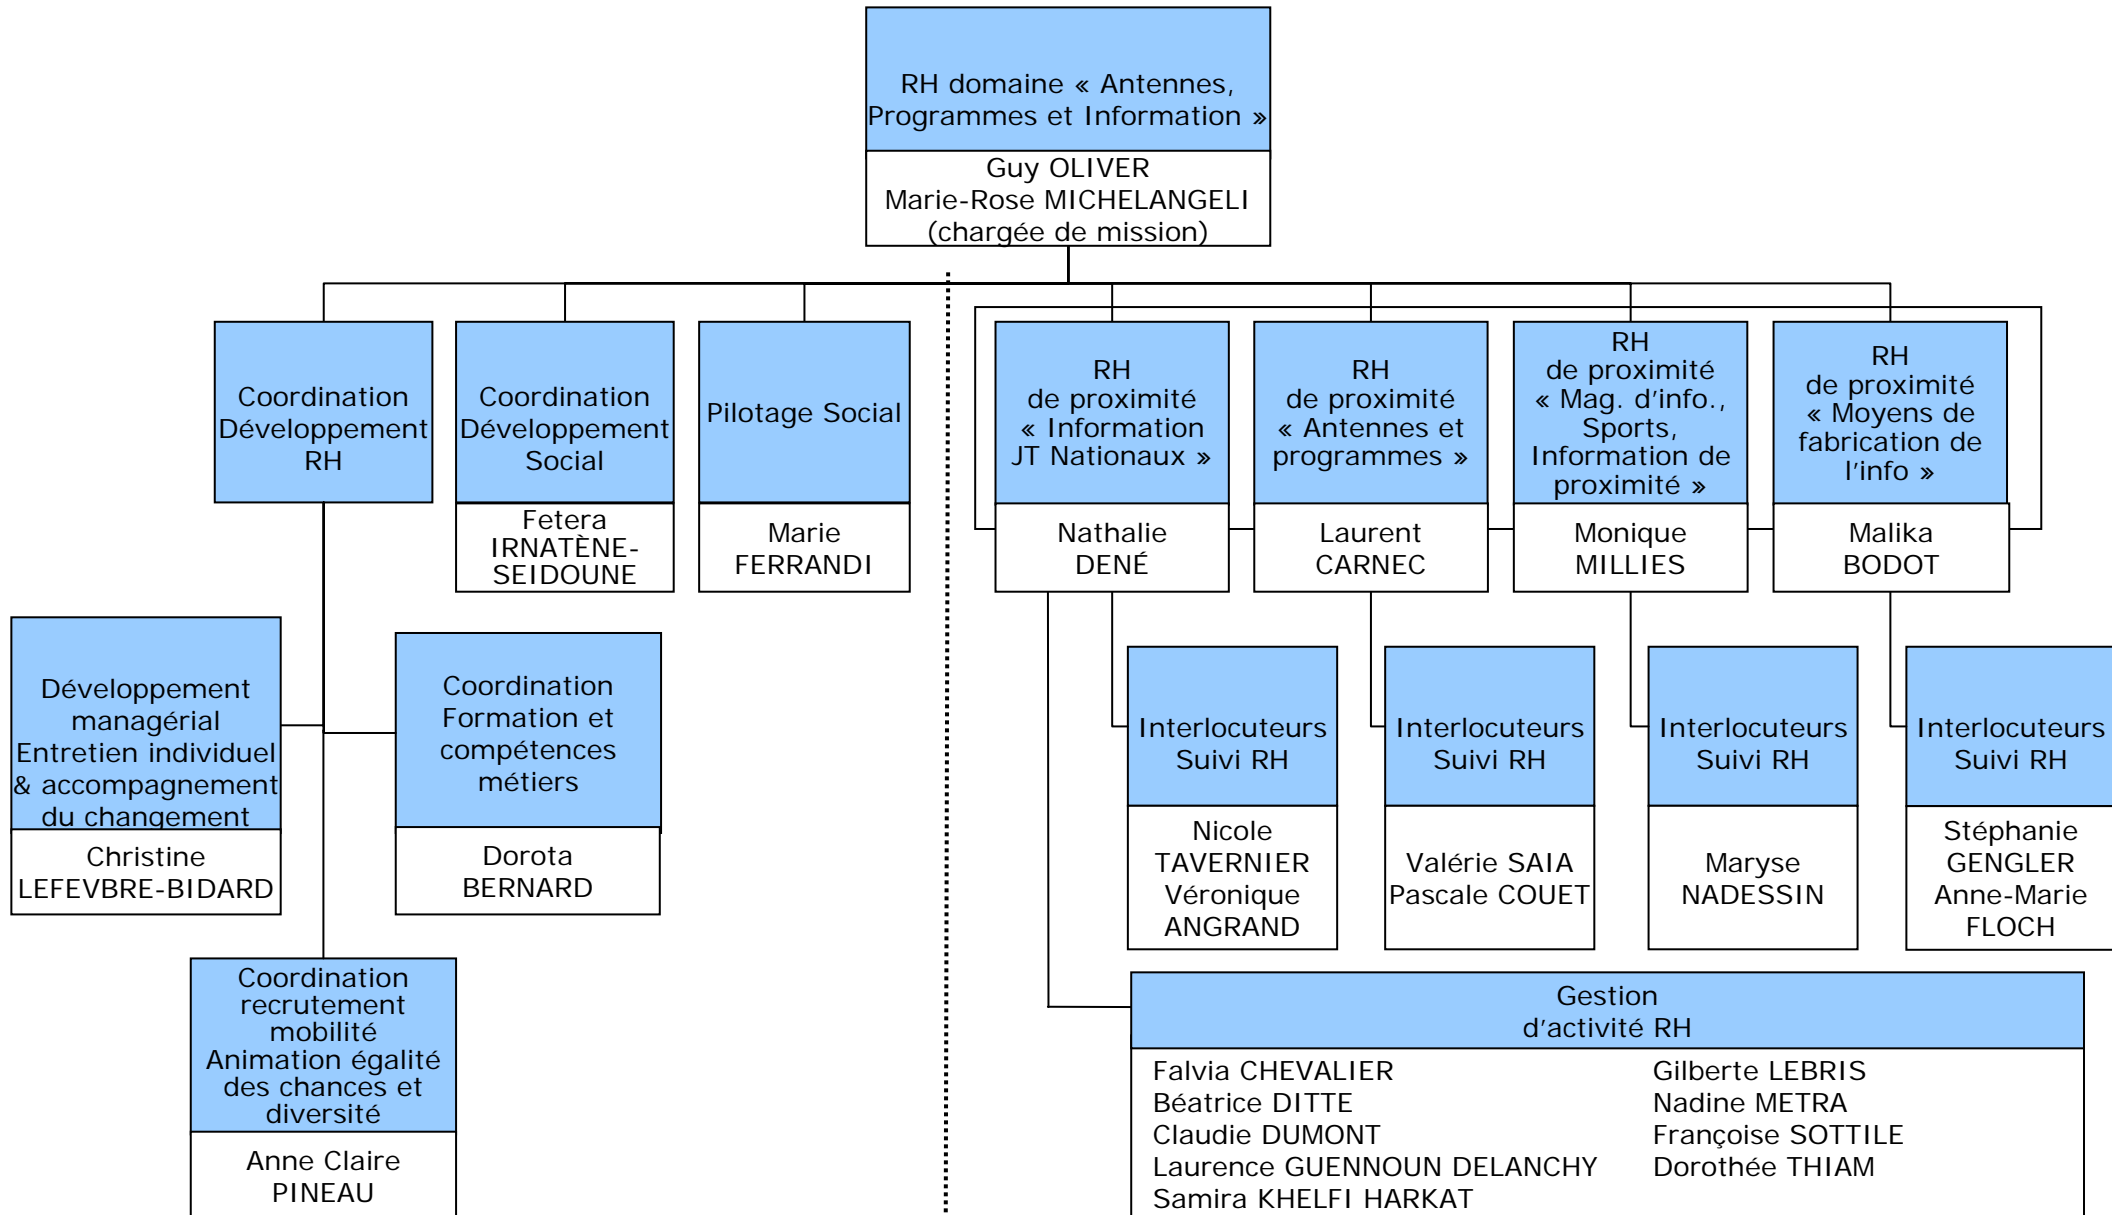 RH domaine « Antennes,
Programmes et Information »
Guy OLIVER
Marie-Rose MICHELANGELI
(chargée de mission)
Coordination
Développement
RH
Coordination
Développement
Social
Fetera
IRNATÈNE-
SEIDOUNE
Pilotage Social
Marie
FERRANDI
RH
de proximité
« Information
JT Nationaux »
Nathalie
DENÉ
RH
de proximité
« Antennes et
programmes »
Laurent
CARNEC
RH
de proximité
« Mag. d'info.,
Sports,
Information de
proximité »
Monique
MILLIES
RH
de proximité
« Moyens de
fabrication de
l'info »
Malika
BODOT
Développement
managérial
Entretien individuel
& accompagnement
du changement
Christine
LEFEVBRE-BIDARD
Coordination
Formation et
compétences
métiers
Dorota
BERNARD
Coordination
recrutement
mobilité
Animation égalité
des chances et
diversité
Anne Claire
PINEAU
Interlocuteurs
Suivi RH
Nicole
TAVERNIER
Véronique
ANGRAND
Interlocuteurs
Suivi RH
Valérie SAIA
Pascale COUET
Interlocuteurs
Suivi RH
Maryse
NADESSIN
Interlocuteurs
Suivi RH
Stéphanie
GENGLER
Anne-Marie
FLOCH
Gestion
d'activité RH
Falvia CHEVALIER
Béatrice DITTE
Claudie DUMONT
Laurence GUENNOUN DELANCHY
Samira KHELFI HARKAT
Gilberte LEBRIS
Nadine METRA
Françoise SOTTILE
Dorothée THIAM